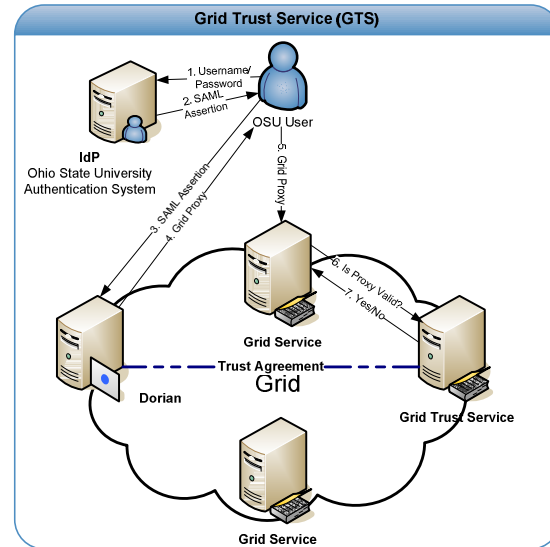 Grid Trust Service (GTS)
1. Username/
Password
2. SAML
Assertion
OSU User
IdP
Ohio State University
Authentication System
3. SAML Assertion
4. Grid Proxy
5. Grid Proxy
6. Is Proxy Valid?
7. Yes/No
Grid Service
Trust Agreement
Grid
Dorian
Grid Trust Service
Grid Service